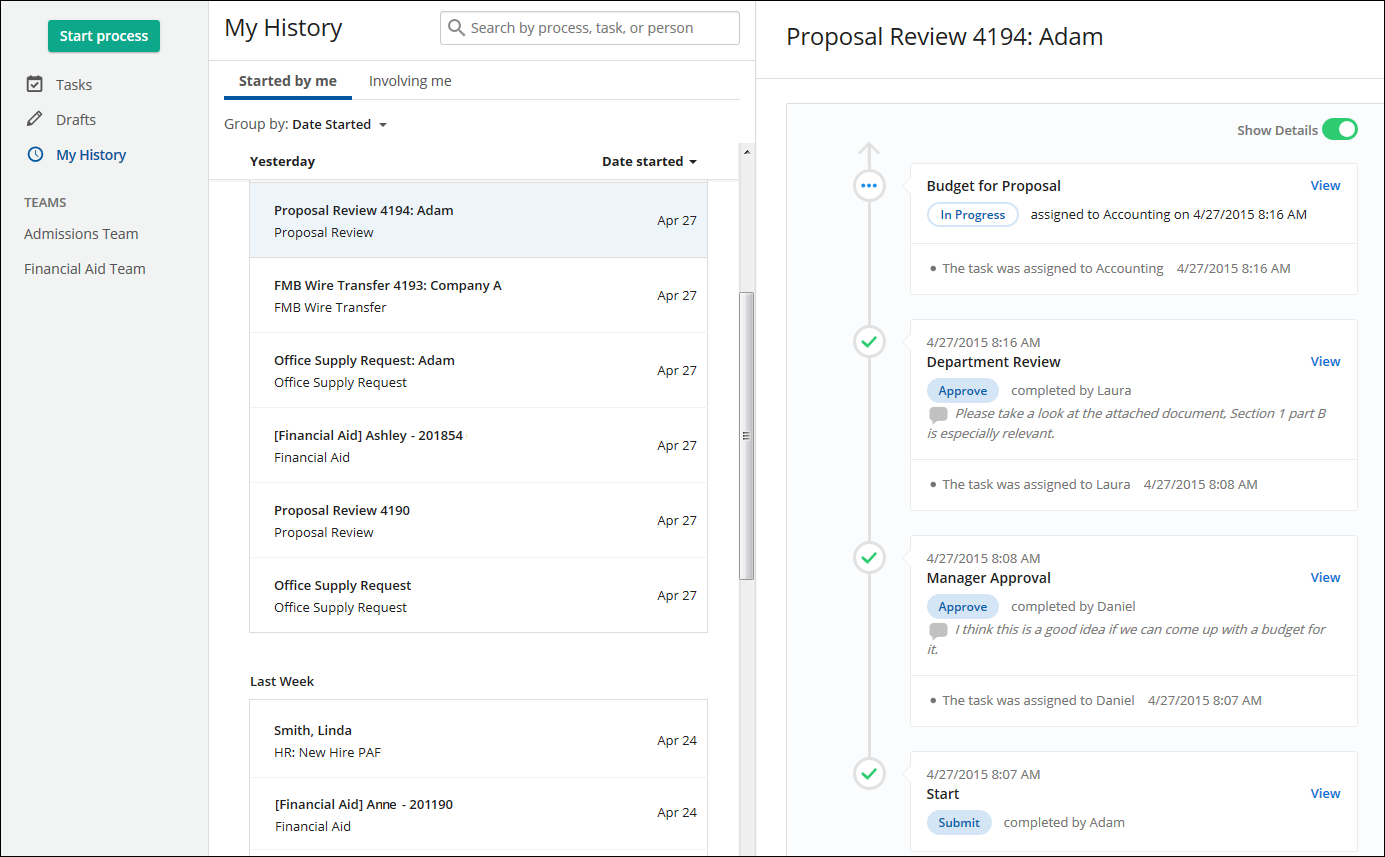 Start process
Tasks
Drafts
My History
TEAMS
Admissions Team
Financial Aid Team
My History
Search by process, task, or person
Started by me
Involving me
Group by: Date Started
Yesterday
Date started
Proposal Review 4194: Adam
Proposal Review
Apr 27
FMB Wire Transfer 4193: Company A
FMB Wire Transfer
Apr 27
Office Supply Request: Adam
Office Supply Request
Apr 27
[Financial Aid] Ashley - 201854
Financial Aid
Apr 27
Proposal Review 4190
Proposal Review
Apr 27
Office Supply Request
Office Supply Request
Apr 27
Last Week
Smith, Linda
HR: New Hire PAF
Apr 24
[Financial Aid] Anne - 201190
Financial Aid
Apr 24
Proposal Review 4194: Adam
Show Details
Budget for Proposal
View
In Progress assigned to Accounting on 4/27/2015 8:16 AM
The task was assigned to Accounting 4/27/2015 8:16 AM
4/27/2015 8:16 AM
Department Review
View
Approve completed by Laura
Please take a look at the attached document, Section 1 part B
is especially relevant.
The task was assigned to Laura 4/27/2015 8:08 AM
4/27/2015 8:08 AM
Manager Approval
View
Approve completed by Daniel
I think this is a good idea if we can come up with a budget for
it.
The task was assigned to Daniel 4/27/2015 8:07 AM
4/27/2015 8:07 AM
Start
View
Submit completed by Adam